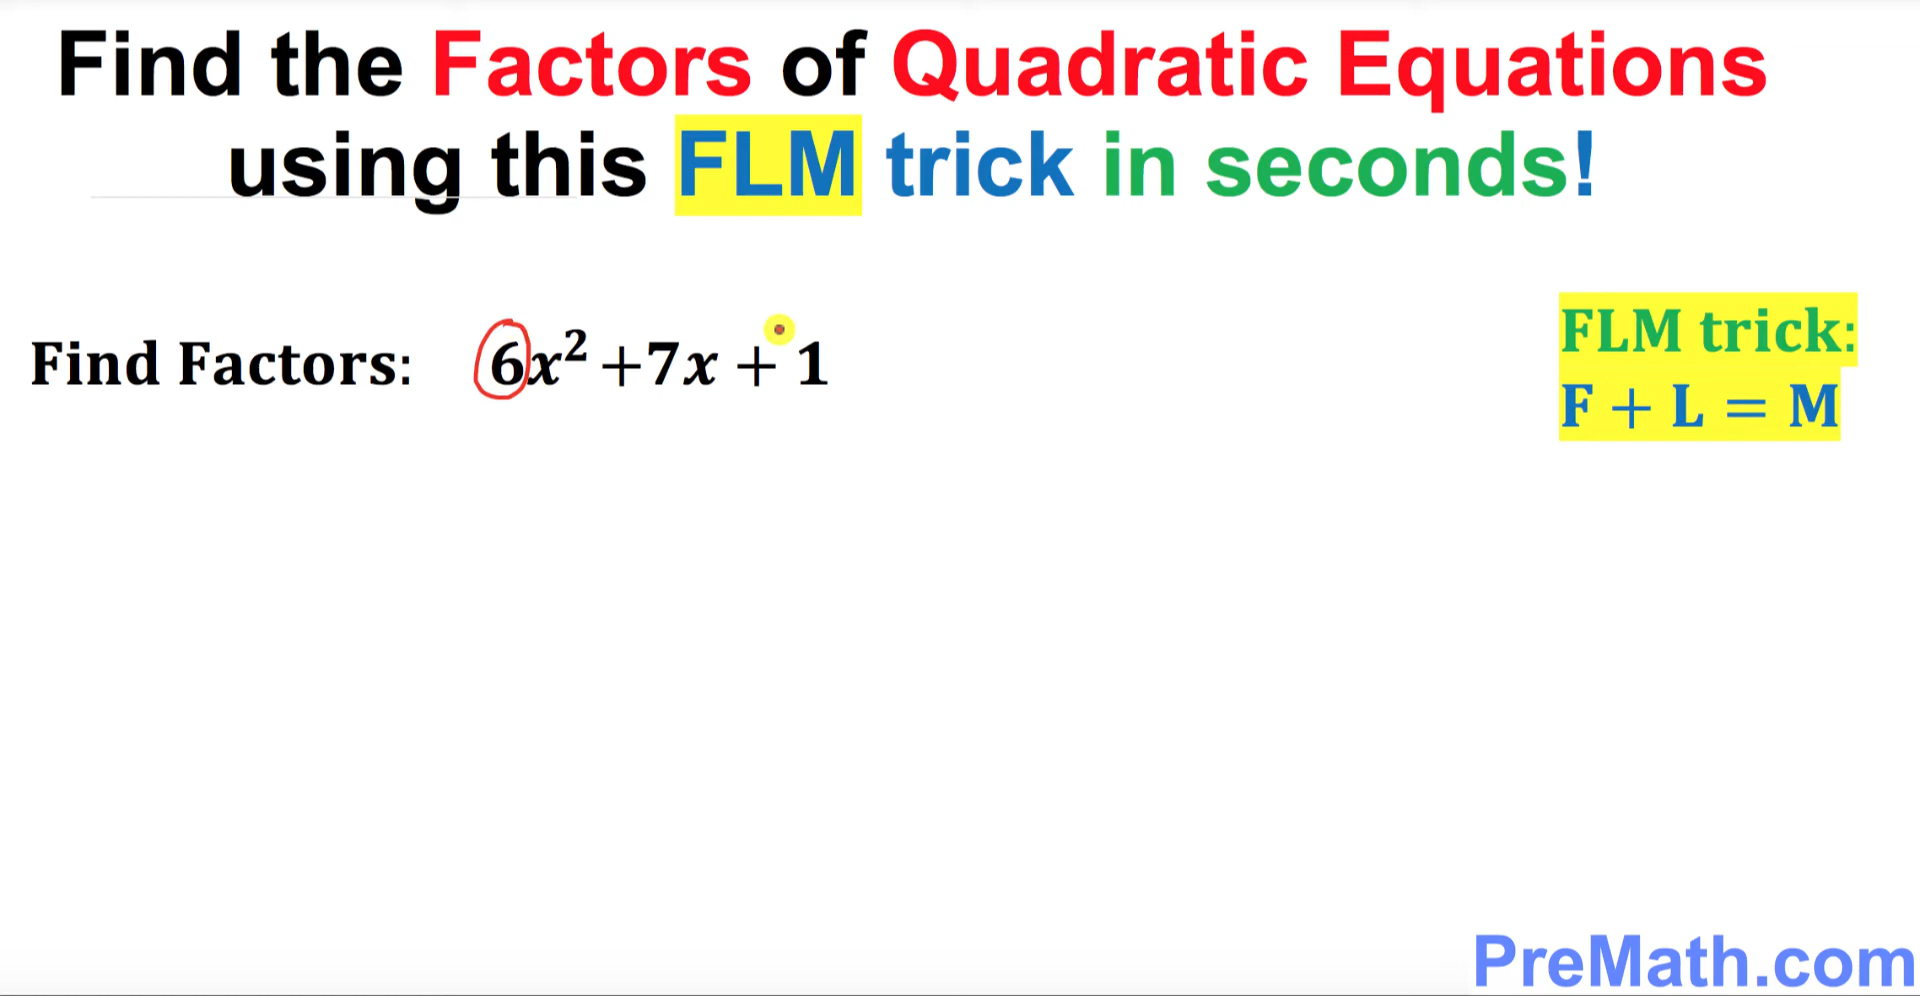 Find the Factors of Quadratic Equations
using this FLM trick in seconds!
Find Factors: 6x² +7x + 1
FLM trick:
F + L = M
PreMath.com